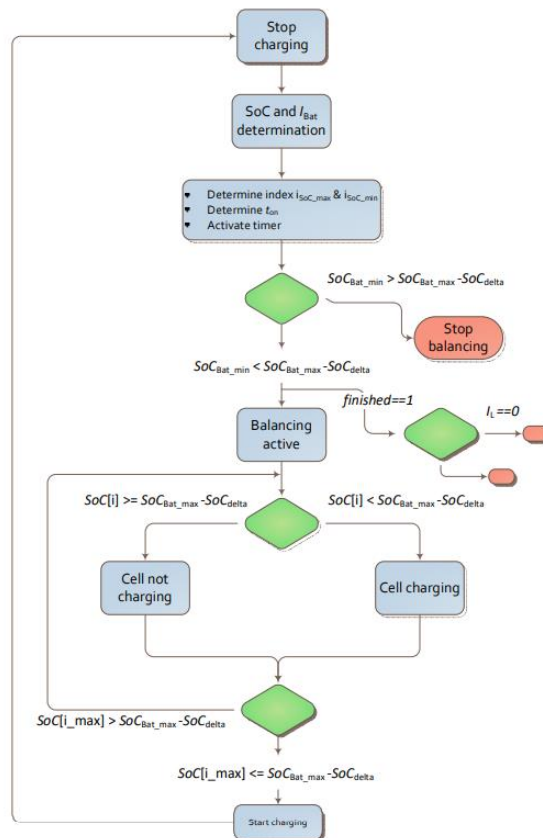 Stop
charging
SoC and I_Bat
determination
Determine index i_SoC_max & i_SoC_min
Determine t_on
Activate timer
SoC_Bat_min > SoC_Bat_max -SoC_delta
Stop
balancing
SoC_Bat_min < SoC_Bat_max -SoC_delta
finished==1
I_L==0
Balancing
active
SoC[i] >= SoC_Bat_max -SoC_delta
SoC[i] < SoC_Bat_max -SoC_delta
Cell not
charging
Cell charging
SoC[i_max] > SoC_Bat_max -SoC_delta
SoC[i_max] <= SoC_Bat_max -SoC_delta
Start charging